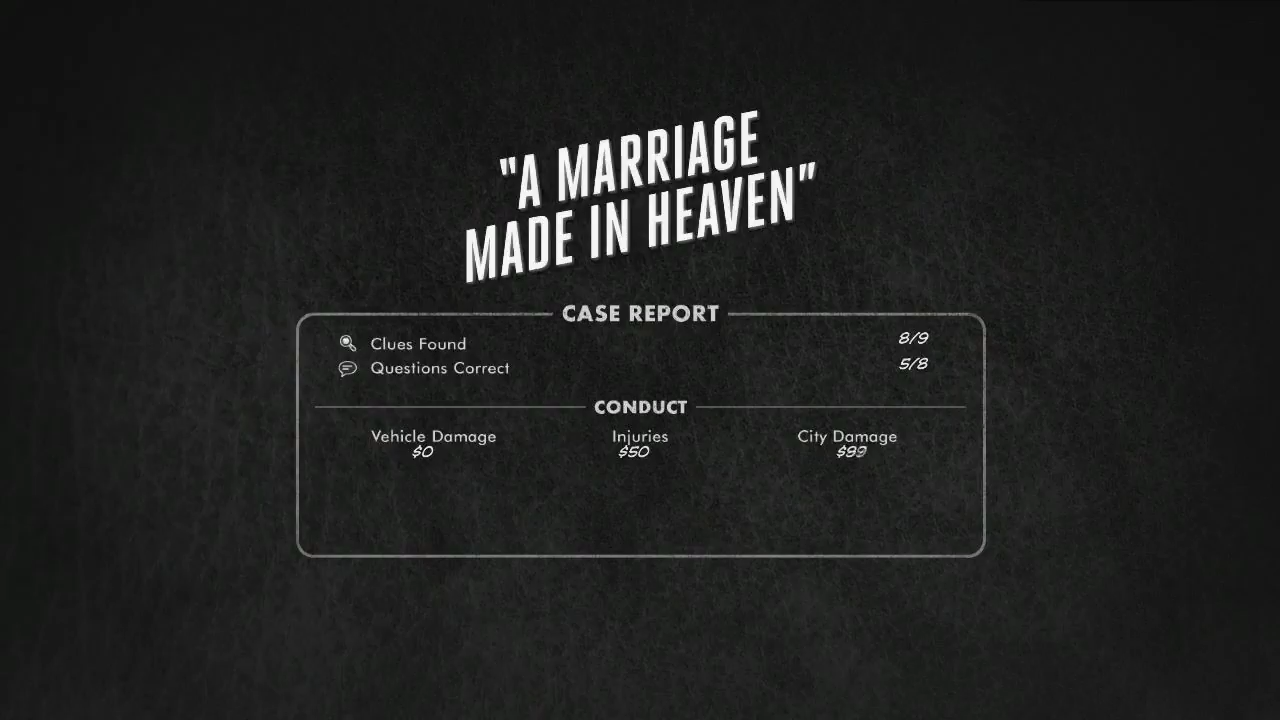 "A MARRIAGE
MADE IN HEAVEN"
CASE REPORT
Clues Found 8/9
Questions Correct 5/8
CONDUCT
Vehicle Damage Injuries City Damage
$0 $50 $99